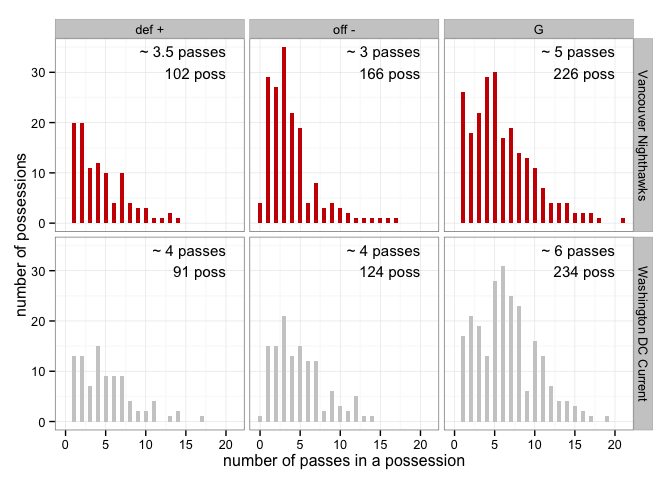 def +
off -
G
~ 3.5 passes
102 poss
~ 3 passes
166 poss
~ 5 passes
226 poss
Vancouver Nighthawks
30
20
10
0
number of possessions
~ 4 passes
91 poss
~ 4 passes
124 poss
~ 6 passes
234 poss
Washington DC Current
30
20
10
0
0 5 10 15 20
0 5 10 15 20
0 5 10 15 20
number of passes in a possession